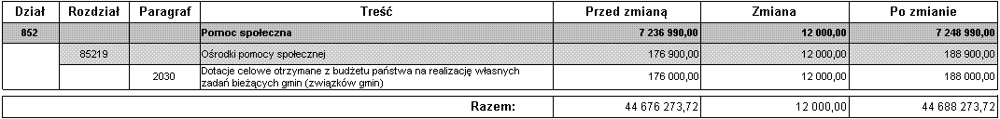 Dział Rozdział Paragraf Treść Przed zmianą Zmiana Po zmianie
852 Pomoc społeczna 7 236 990,00 12 000,00 7 248 990,00
85219 Ośrodki pomocy społecznej 176 900,00 12 000,00 188 900,00
2030 Dotacje celowe otrzymane z budżetu państwa na realizację własnych 176 000,00 12 000,00 188 000,00
zadań bieżących gmin (związków gmin)
Razem: 44 676 273,72 12 000,00 44 688 273,72